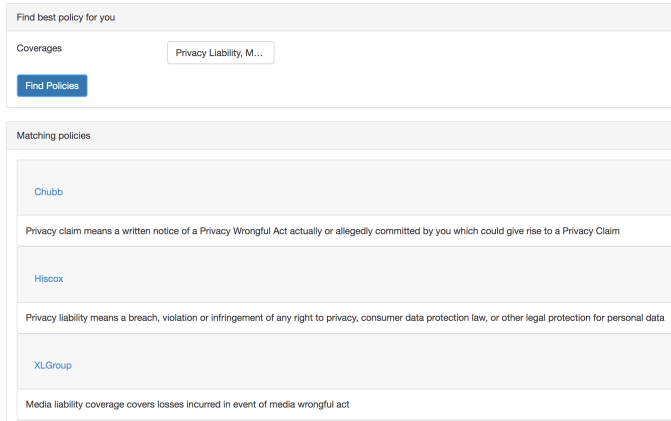 Find best policy for you
Coverages
Privacy Liability, M...
Find Policies
Matching policies
Chubb
Privacy claim means a written notice of a Privacy Wrongful Act actually or allegedly committed by you which could give rise to a Privacy Claim
Hiscox
Privacy liability means a breach, violation or infringement of any right to privacy, consumer data protection law, or other legal protection for personal data
XLGroup
Media liability coverage covers losses incurred in event of media wrongful act